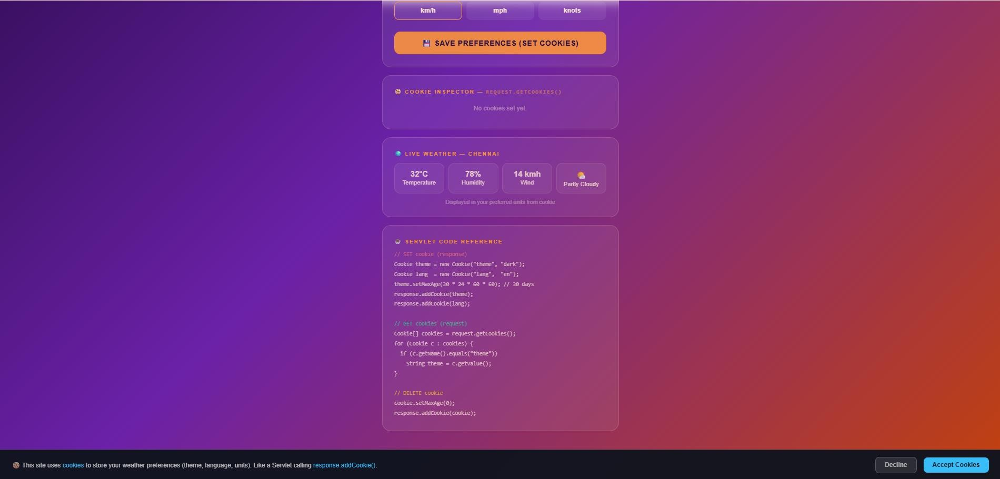 km/h mph knots
SAVE PREFERENCES (SET COOKIES)
COOKIE INSPECTOR — REQUEST.GETCOOKIES()
No cookies set yet.
LIVE WEATHER — CHENNAI
32°C 78% 14 kmh
Temperature Humidity Wind Partly Cloudy
Displayed in your preferred units from cookie
SERVLET CODE REFERENCE
// SET cookie (response)
Cookie theme = new Cookie("theme", "dark");
Cookie lang  = new Cookie("lang",  "en");
theme.setMaxAge(30 * 24 * 60 * 60); // 30 days
response.addCookie(theme);
response.addCookie(lang);
// GET cookies (request)
Cookie[] cookies = request.getCookies();
for (Cookie c : cookies) {
  if (c.getName().equals("theme"))
    String theme = c.getValue();
}
// DELETE cookie
cookie.setMaxAge(0);
response.addCookie(cookie);
This site uses cookies to store your weather preferences (theme, language, units). Like a Servlet calling response.addCookie(). Decline Accept Cookies